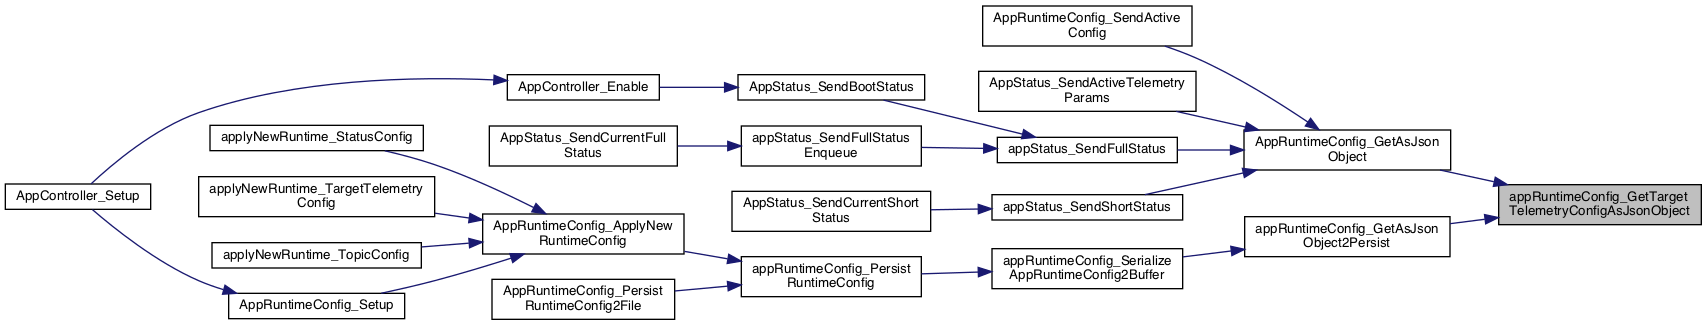 AppRuntimeConfig_SendActive
Config
AppStatus_SendActiveTelemetry
Params
AppController_Enable
AppStatus_SendBootStatus
applyNewRuntime_StatusConfig
AppStatus_SendCurrentFull
Status
appStatus_SendFullStatus
Enqueue
appStatus_SendFullStatus
AppRuntimeConfig_GetAsJson
Object
AppController_Setup
applyNewRuntime_TargetTelemetry
Config
AppStatus_SendCurrentShort
Status
appStatus_SendShortStatus
appRuntimeConfig_GetTarget
TelemetryConfigAsJsonObject
AppRuntimeConfig_ApplyNew
RuntimeConfig
appRuntimeConfig_GetAsJson
Object2Persist
applyNewRuntime_TopicConfig
appRuntimeConfig_Persist
RuntimeConfig
appRuntimeConfig_Serialize
AppRuntimeConfig2Buffer
AppRuntimeConfig_Setup
AppRuntimeConfig_Persist
RuntimeConfig2File